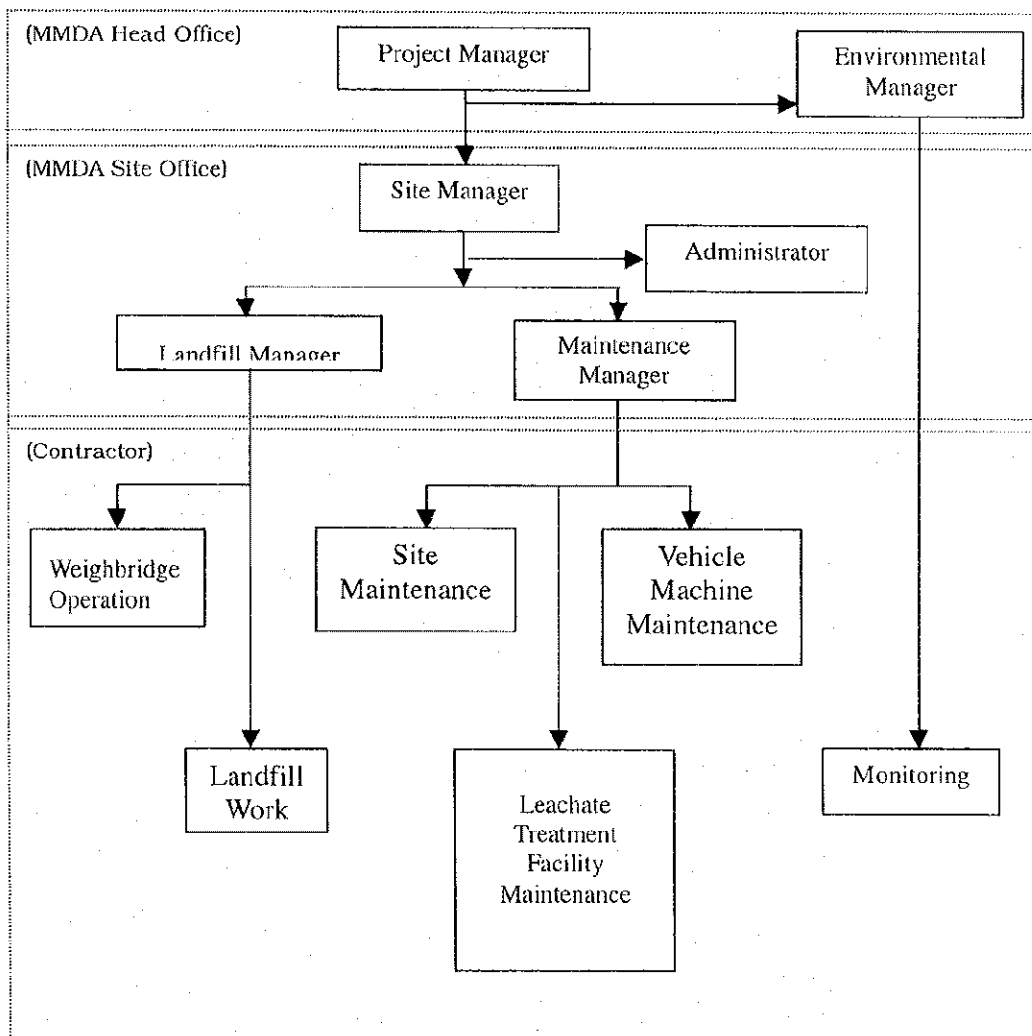 (MMDA Head Office)
Project Manager
Environmental
Manager
(MMDA Site Office)
Site Manager
Administrator
Landfill Manager
Maintenance
Manager
(Contractor)
Weighbridge
Operation
Site
Maintenance
Vehicle
Machine
Maintenance
Landfill
Work
Leachate
Treatment
Facility
Maintenance
Monitoring